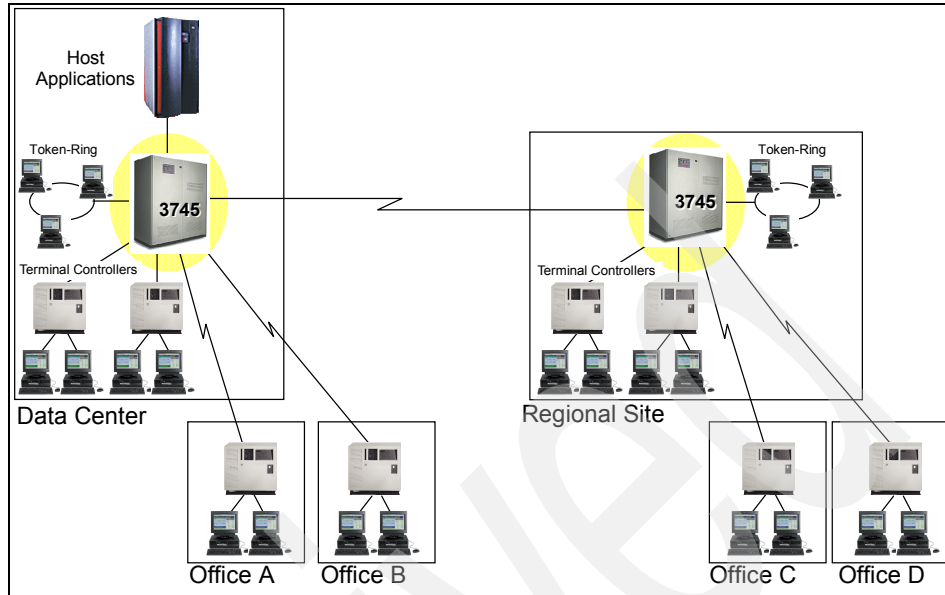 Host
Applications
Token-Ring
3745
Terminal Controllers
Data Center
Token-Ring
3745
Terminal Controllers
Regional Site
Office A
Office B
Office C
Office D